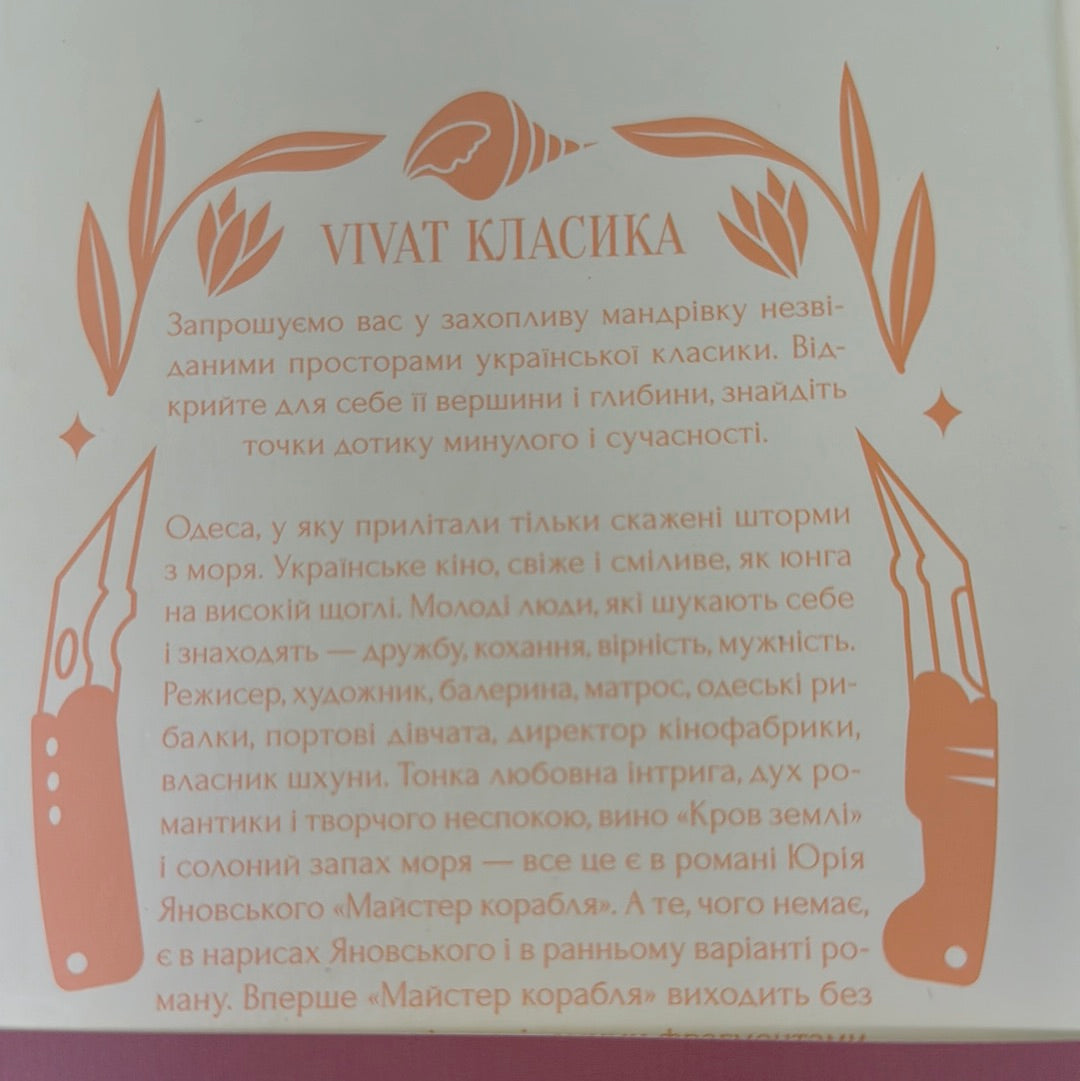 VIVAT КЛАСИКА
Запрошуємо вас у захопливу мандрівку незві-
даними просторами української класики. Від-
крийте для себе її вершини і глибини, знайдіть
точки дотику минулого і сучасності.
Одеса, у яку прилітали тільки скажені шторми
з моря. Українське кіно, свіже і сміливе, як юнга
на високій щоглі. Молоді люди, які шукають себе
і знаходять — дружбу, кохання, вірність, мужність.
Режисер, художник, балерина, матрос, одеські ри-
балки, портові дівчата, директор кінофабрики,
власник шхуни. Тонка любовна інтрига, дух ро-
мантики і творчого неспокою, вино «Кров землі»
і солоний запах моря — все це є в романі Юрія
Яновського «Майстер корабля». А те, чого немає,
є в нарисах Яновського і в ранньому варіанті ро-
ману. Вперше «Майстер корабля» виходить без
фрагментами